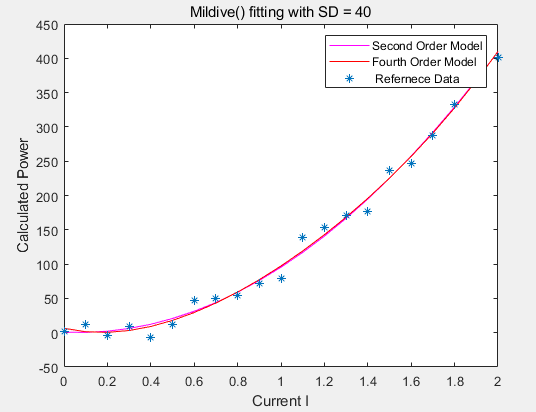 Mildive() fitting with SD = 40
450
400
350
300
250
200
150
100
50
0
-50
Calculated Power
Second Order Model
Fourth Order Model
Refernece Data
0 0.2 0.4 0.6 0.8 1 1.2 1.4 1.6 1.8 2
Current I